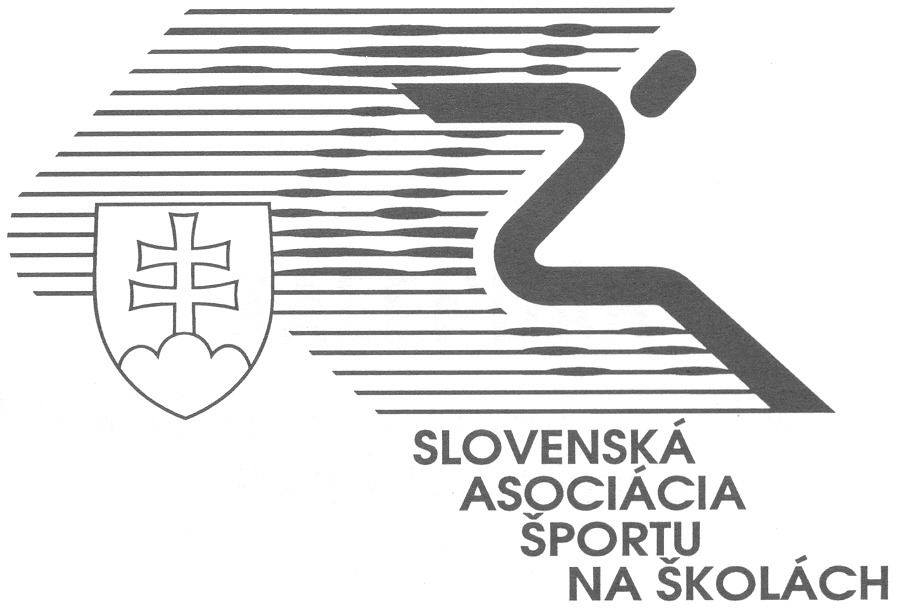 SLOVENSKÁ
ASOCIÁCIA
ŠPORTU
NA ŠKOLÁCH